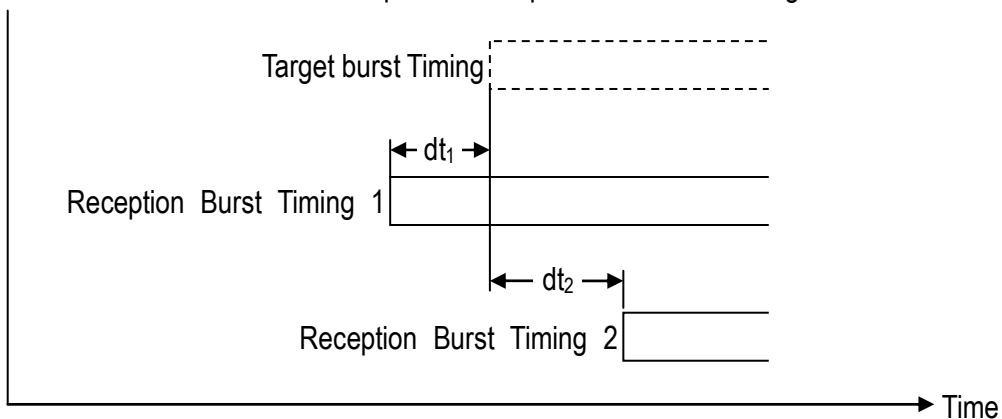 Target burst Timing
dt₁
Reception Burst Timing 1
dt₂
Reception Burst Timing 2
Time